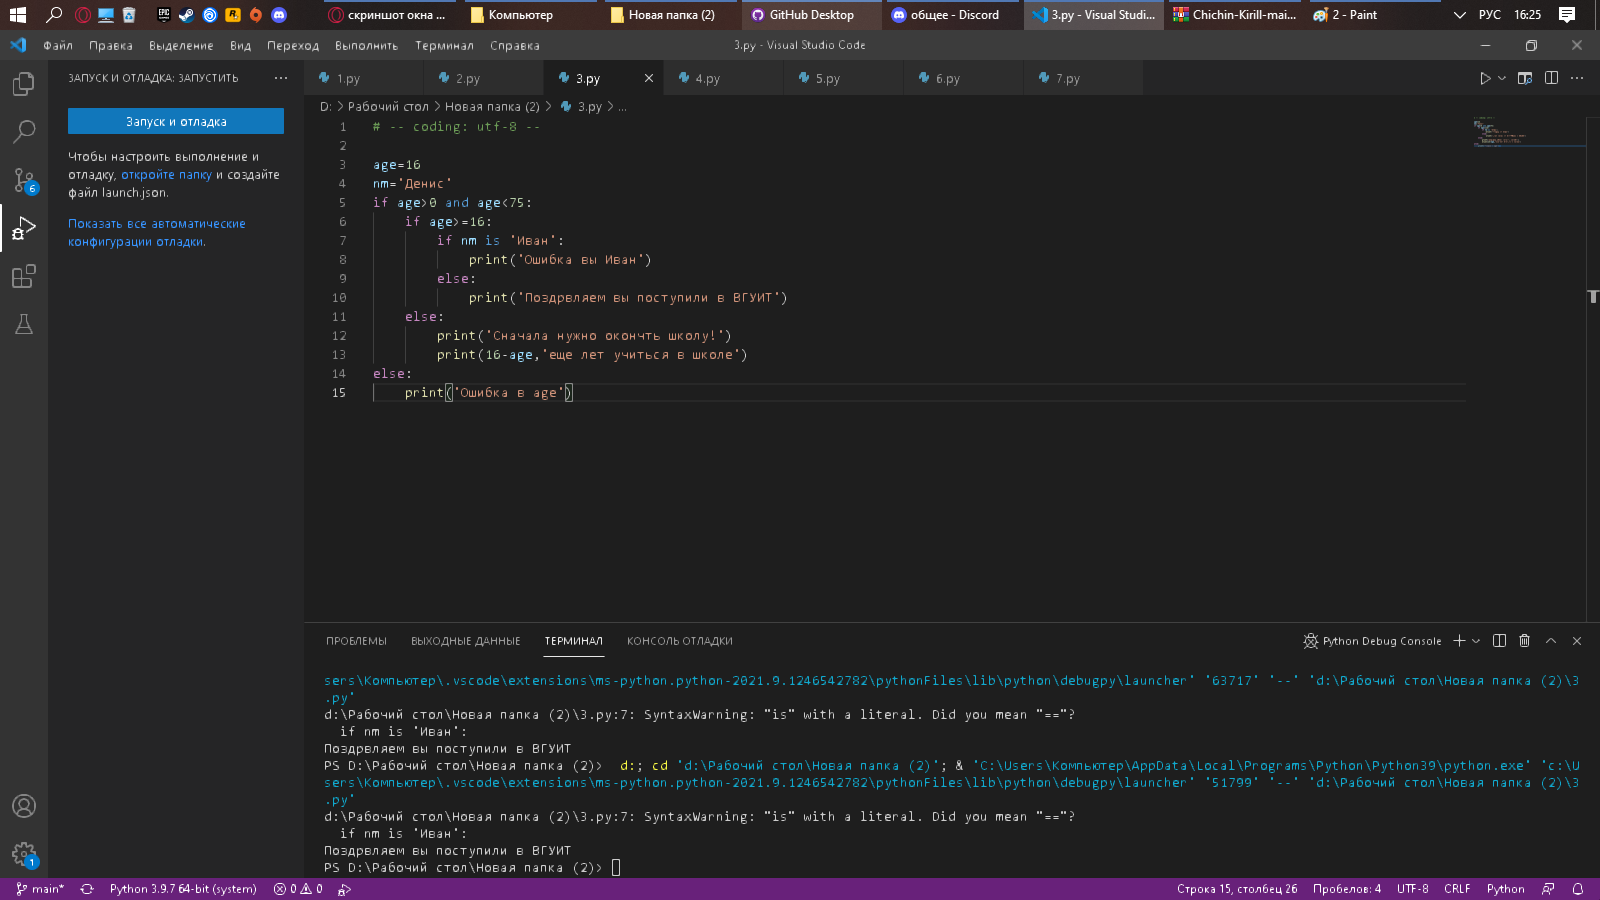 скриншот окна ...
Компьютер
Новая папка (2)
GitHub Desktop
общее - Discord
3.py - Visual Studi...
Chichin-Kirill-mai...
2 - Paint
РУС
16:25
Файл Правка Выделение Вид Переход Выполнить Терминал Справка
3.py - Visual Studio Code
ЗАПУСК И ОТЛАДКА: ЗАПУСТИТЬ ...
1.py 2.py 3.py 4.py 5.py 6.py 7.py
Запуск и отладка
Чтобы настроить выполнение и
отладку, откройте папку и создайте
файл launch.json.
Показать все автоматические
конфигурации отладки.
6
1
D: > Рабочий стол > Новая папка (2) > 3.py > ...
1 # -- coding: utf-8 --
2
3 age=16
4 nm='Денис'
5 if age>0 and age<75:
6 if age>=16:
7 if nm is 'Иван':
8 print('Ошибка вы Иван')
9 else:
10 print('Поздрвляем вы поступили в ВГУИТ')
11 else:
12 print('Сначала нужно окончть школу!')
13 print(16-age,'еще лет учиться в школе')
14 else:
15 print('Ошибка в age')
ПРОБЛЕМЫ ВЫХОДНЫЕ ДАННЫЕ ТЕРМИНАЛ КОНСОЛЬ ОТЛАДКИ
Python Debug Console
sers\Компьютер\.vscode\extensions\ms-python.python-2021.9.1246542782\pythonFiles\lib\python\debugpy\launcher' '63717' '--' 'd:\Рабочий стол\Новая папка (2)\3
.py'
d:\Рабочий стол\Новая папка (2)\3.py:7: SyntaxWarning: "is" with a literal. Did you mean "=="?
if nm is 'Иван':
Поздрвляем вы поступили в ВГУИТ
PS D:\Рабочий стол\Новая папка (2)> d:; cd 'd:\Рабочий стол\Новая папка (2)'; & 'C:\Users\Компьютер\AppData\Local\Programs\Python\Python39\python.exe' 'c:\U
sers\Компьютер\.vscode\extensions\ms-python.python-2021.9.1246542782\pythonFiles\lib\python\debugpy\launcher' '51799' '--' 'd:\Рабочий стол\Новая папка (2)\3
.py'
d:\Рабочий стол\Новая папка (2)\3.py:7: SyntaxWarning: "is" with a literal. Did you mean "=="?
if nm is 'Иван':
Поздрвляем вы поступили в ВГУИТ
PS D:\Рабочий стол\Новая папка (2)>
main* Python 3.9.7 64-bit (system) 0 0
Строка 15, столбец 26 Пробелов: 4 UTF-8 CRLF Python